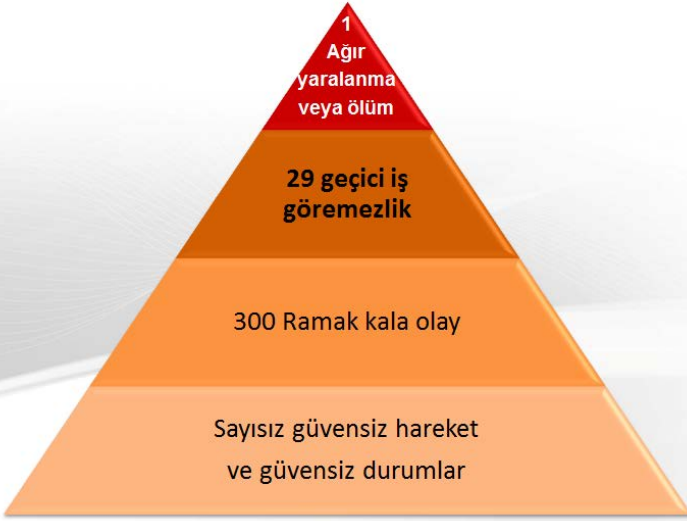 1
Ağır
yaralanma
veya ölüm
29 geçici iş
göremezlik
300 Ramak kala olay
Sayısız güvensiz hareket
ve güvensiz durumlar